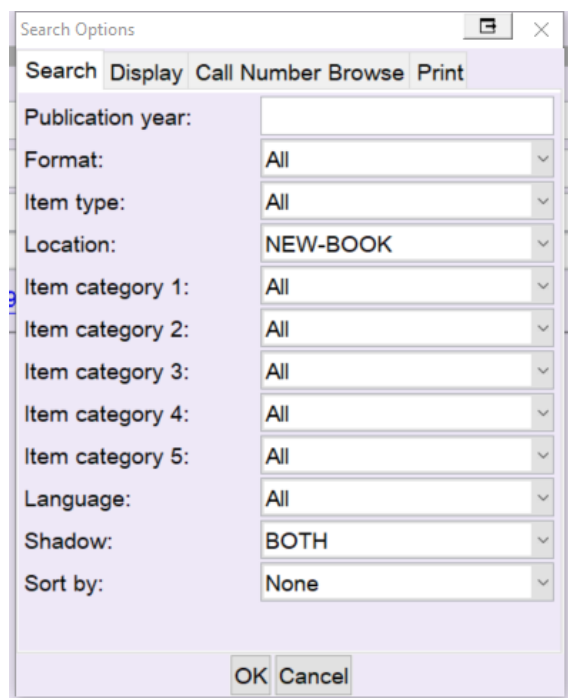 Search Options
Search Display Call Number Browse Print
Publication year:
Format: All
Item type: All
Location: NEW-BOOK
Item category 1: All
Item category 2: All
Item category 3: All
Item category 4: All
Item category 5: All
Language: All
Shadow: BOTH
Sort by: None
OK Cancel